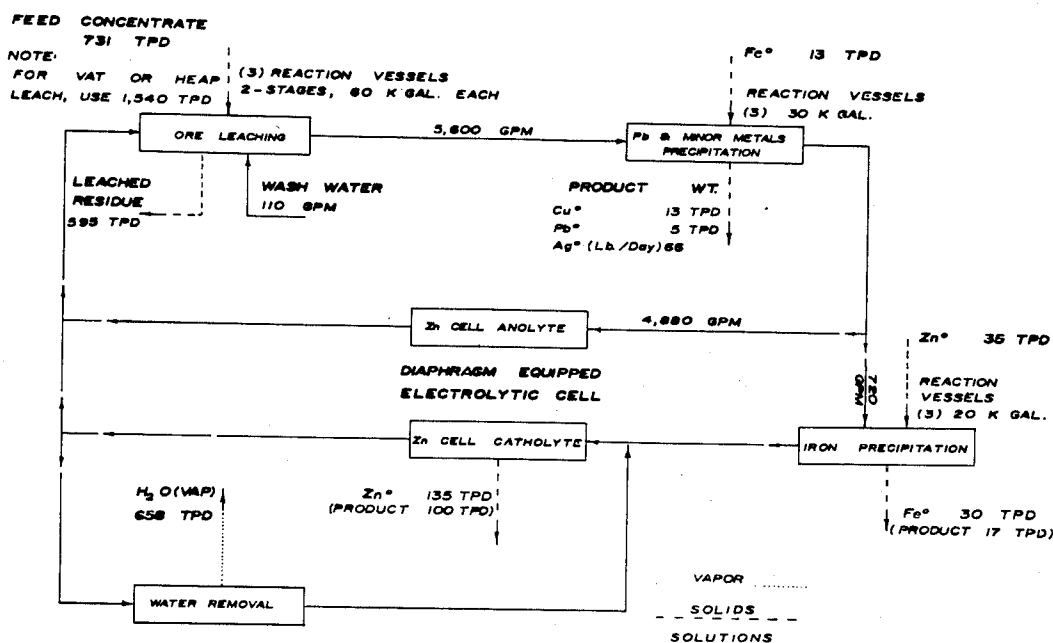 FEED CONCENTRATE
731 TPD
NOTE:
FOR VAT OR HEAP
LEACH, USE 1,540 TPD
(3) REACTION VESSELS
2-STAGES, 60 K GAL. EACH
ORE LEACHING
5,600 GPM
Fe° 13 TPD
REACTION VESSELS
(3) 30 K GAL.
Pb & MINOR METALS
PRECIPITATION
LEACHED
RESIDUE
595 TPD
WASH WATER
110 GPM
PRODUCT WT.
Cu° 13 TPD
Pb° 5 TPD
Ag° (Lb./Day) 66
Zn CELL ANOLYTE
4,880 GPM
DIAPHRAGM EQUIPPED
ELECTROLYTIC CELL
720
GPM
Zn° 35 TPD
REACTION
VESSELS
(3) 20 K GAL.
Zn CELL CATHOLYTE
IRON PRECIPITATION
H2O (VAP)
658 TPD
Zn° 135 TPD
(PRODUCT 100 TPD)
Fe° 30 TPD
(PRODUCT 17 TPD)
WATER REMOVAL
VAPOR
SOLIDS
SOLUTIONS